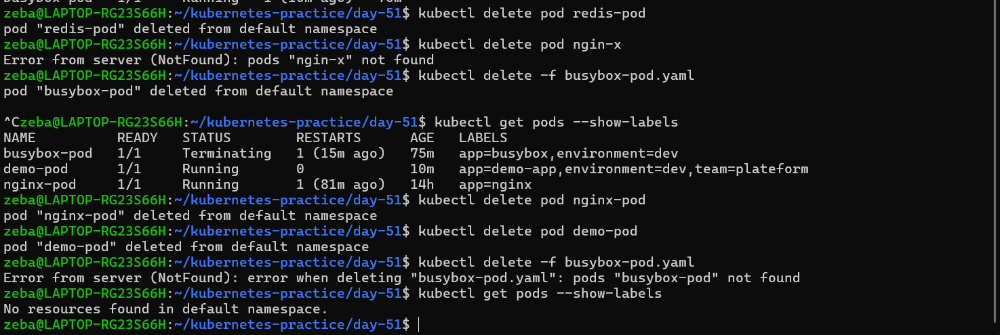 busybox-pod 1/1 Running 1 (10m ago) 70m
zeba@LAPTOP-RG23S66H:~/kubernetes-practice/day-51$ kubectl delete pod redis-pod
pod "redis-pod" deleted from default namespace
zeba@LAPTOP-RG23S66H:~/kubernetes-practice/day-51$ kubectl delete pod ngin-x
Error from server (NotFound): pods "ngin-x" not found
zeba@LAPTOP-RG23S66H:~/kubernetes-practice/day-51$ kubectl delete -f busybox-pod.yaml
pod "busybox-pod" deleted from default namespace
^Czeba@LAPTOP-RG23S66H:~/kubernetes-practice/day-51$ kubectl get pods --show-labels
NAME READY STATUS RESTARTS AGE LABELS
busybox-pod 1/1 Terminating 1 (15m ago) 75m app=busybox,environment=dev
demo-pod 1/1 Running 0 10m app=demo-app,environment=dev,team=plateform
nginx-pod 1/1 Running 1 (81m ago) 14h app=nginx
zeba@LAPTOP-RG23S66H:~/kubernetes-practice/day-51$ kubectl delete pod nginx-pod
pod "nginx-pod" deleted from default namespace
zeba@LAPTOP-RG23S66H:~/kubernetes-practice/day-51$ kubectl delete pod demo-pod
pod "demo-pod" deleted from default namespace
zeba@LAPTOP-RG23S66H:~/kubernetes-practice/day-51$ kubectl delete -f busybox-pod.yaml
Error from server (NotFound): error when deleting "busybox-pod.yaml": pods "busybox-pod" not found
zeba@LAPTOP-RG23S66H:~/kubernetes-practice/day-51$ kubectl get pods --show-labels
No resources found in default namespace.
zeba@LAPTOP-RG23S66H:~/kubernetes-practice/day-51$